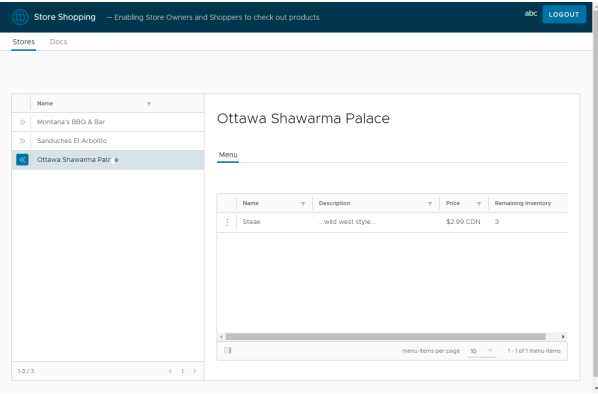 Store Shopping — Enabling Store Owners and Shoppers to check out products abc LOGOUT
Stores Docs
Name
Montana's BBQ & Bar
Sanduches El Arbolito
Ottawa Shawarma Palace
1-3 / 3 1
Ottawa Shawarma Palace
Menu
Name Description Price Remaining Inventory
Steak ...wild west style... $2.99 CDN 3
menu-items per page 10 1 - 1 of 1 menu-items